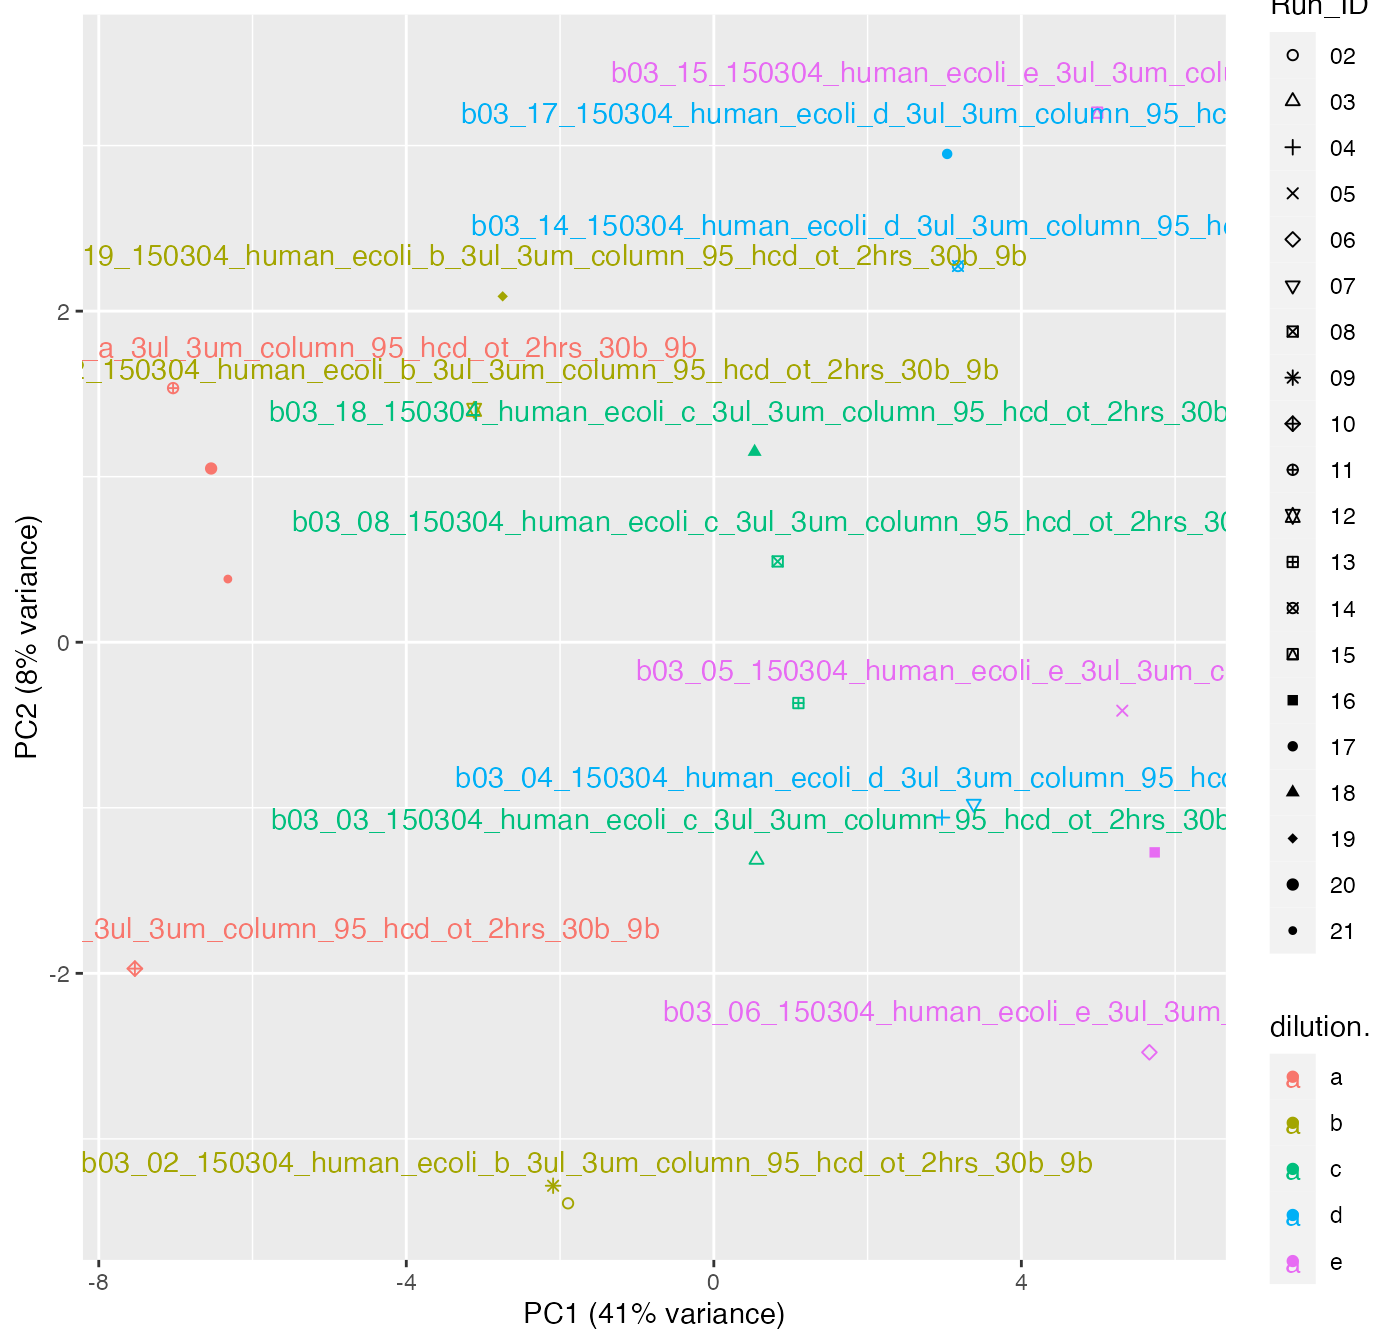 Run_ID
02
03
04
05
06
07
08
09
10
11
12
13
14
15
16
17
18
19
20
21
dilution.
a a
a b
a c
a d
a e
b03_15_150304_human_ecoli_e_3ul_3um_colu
b03_17_150304_human_ecoli_d_3ul_3um_column_95_hc
b03_14_150304_human_ecoli_d_3ul_3um_column_95_h
19_150304_human_ecoli_b_3ul_3um_column_95_hcd_ot_2hrs_30b_9b
_a_3ul_3um_column_95_hcd_ot_2hrs_30b_9b
2_150304_human_ecoli_b_3ul_3um_column_95_hcd_ot_2hrs_30b_9b
b03_18_150304_human_ecoli_c_3ul_3um_column_95_hcd_ot_2hrs_30b
b03_08_150304_human_ecoli_c_3ul_3um_column_95_hcd_ot_2hrs_30
b03_05_150304_human_ecoli_e_3ul_3um_c
b03_04_150304_human_ecoli_d_3ul_3um_column_95_hcd
b03_03_150304_human_ecoli_c_3ul_3um_column_95_hcd_ot_2hrs_30b
_3ul_3um_column_95_hcd_ot_2hrs_30b_9b
b03_06_150304_human_ecoli_e_3ul_3um_
b03_02_150304_human_ecoli_b_3ul_3um_column_95_hcd_ot_2hrs_30b_9b
2
0
-2
PC2 (8% variance)
-8
-4
0
4
PC1 (41% variance)